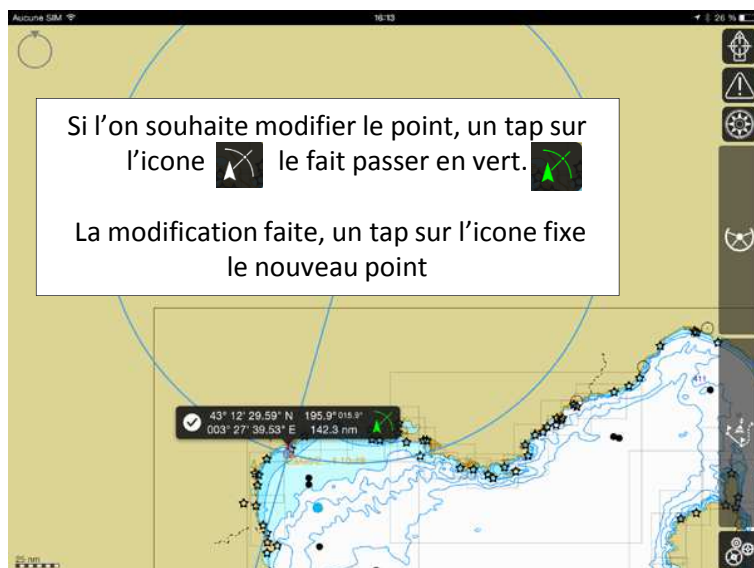 Aucune SIM 16:13 26 %
Si l'on souhaite modifier le point, un tap sur
l'icone le fait passer en vert.
La modification faite, un tap sur l'icone fixe
le nouveau point
411
43° 12' 29.59" N 195.9° 015.9°
003° 27' 39.53" E 142.3 nm
25 nm